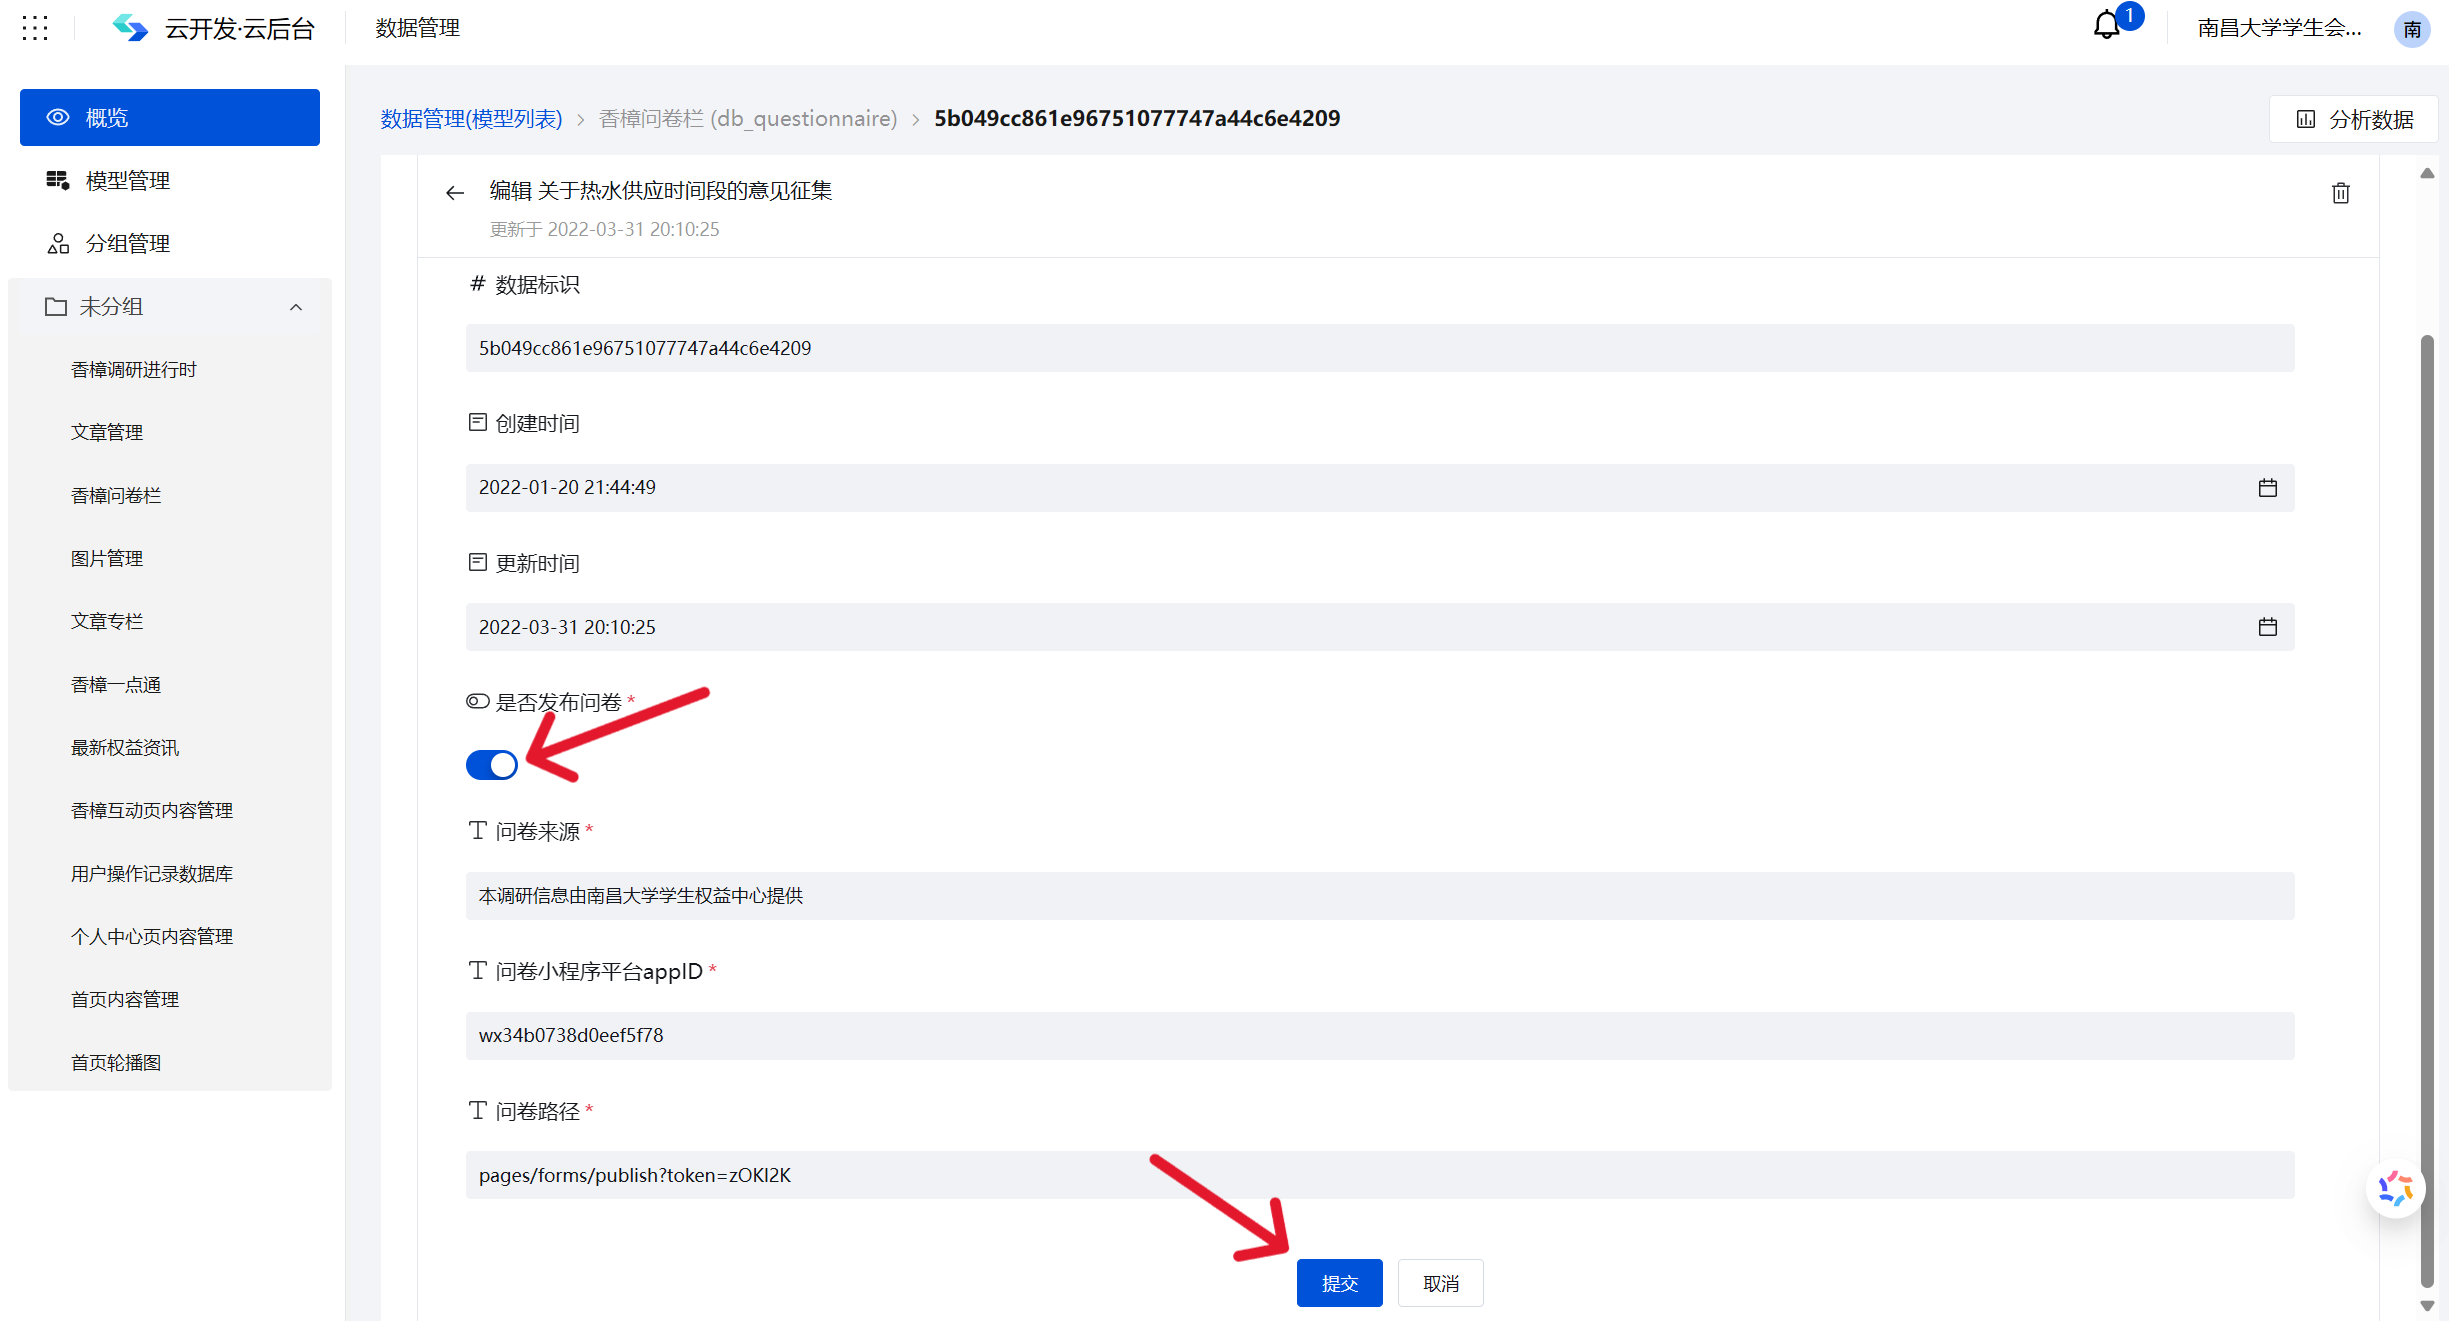 云开发·云后台
数据管理
1
南昌大学学生会...
南
概览
模型管理
分组管理
未分组
香樟调研进行时
文章管理
香樟问卷栏
图片管理
文章专栏
香樟一点通
最新权益资讯
香樟互动页内容管理
用户操作记录数据库
个人中心页内容管理
首页内容管理
首页轮播图
数据管理(模型列表) > 香樟问卷栏 (db_questionnaire) > 5b049cc861e96751077747a44c6e4209
分析数据
编辑 关于热水供应时间段的意见征集
更新于 2022-03-31 20:10:25
# 数据标识
5b049cc861e96751077747a44c6e4209
创建时间
2022-01-20 21:44:49
更新时间
2022-03-31 20:10:25
是否发布问卷 *
问卷来源 *
本调研信息由南昌大学学生权益中心提供
问卷小程序平台appID *
wx34b0738d0eef5f78
问卷路径 *
pages/forms/publish?token=zOKI2K
提交
取消